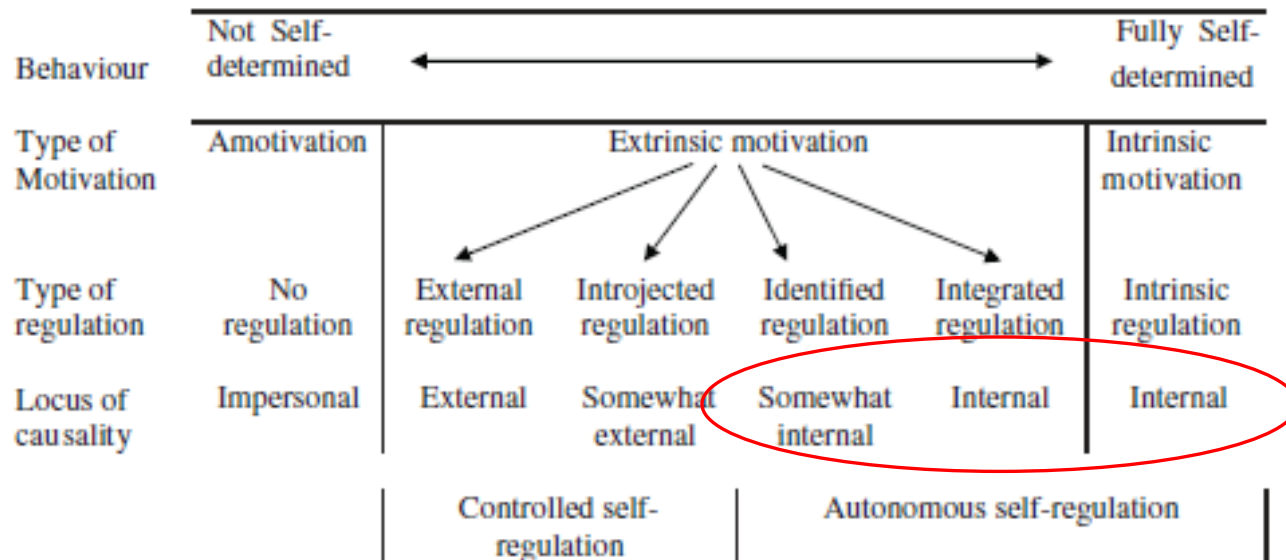 Behaviour Not Self- Fully Self-
determined determined
Type of Amotivation Extrinsic motivation Intrinsic
Motivation motivation
Type of No External Introjected Identified Integrated Intrinsic
regulation regulation regulation regulation regulation regulation regulation
Locus of Impersonal External Somewhat Somewhat Internal Internal
causality external internal
Controlled self- Autonomous self-regulation
regulation